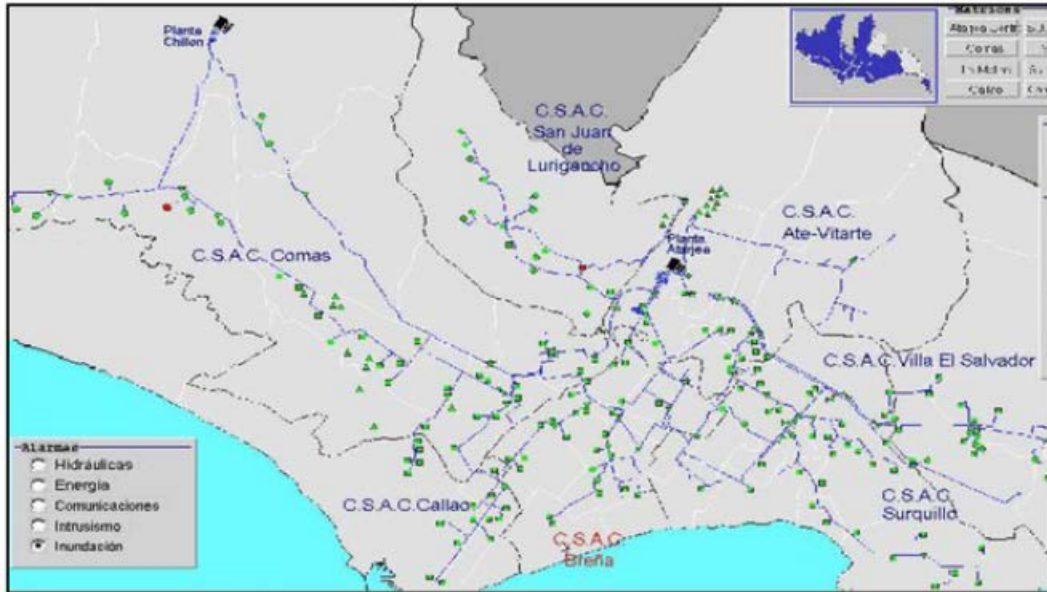 Planta
Chillon
C.S.A.C.
San Juan
de
Lurigancho
C.S.A.C.
Ate-Vitarte
Planta
Atarjea
C.S.A.C. Comas
C.S.A.C. Villa El Salvador
C.S.A.C. Callao
C.S.A.C.
Surquillo
C.S.A.C.
Breña
Matrices
Comas
Callao
Alarmas
Hidráulicas
Energía
Comunicaciones
Intrusismo
Inundación